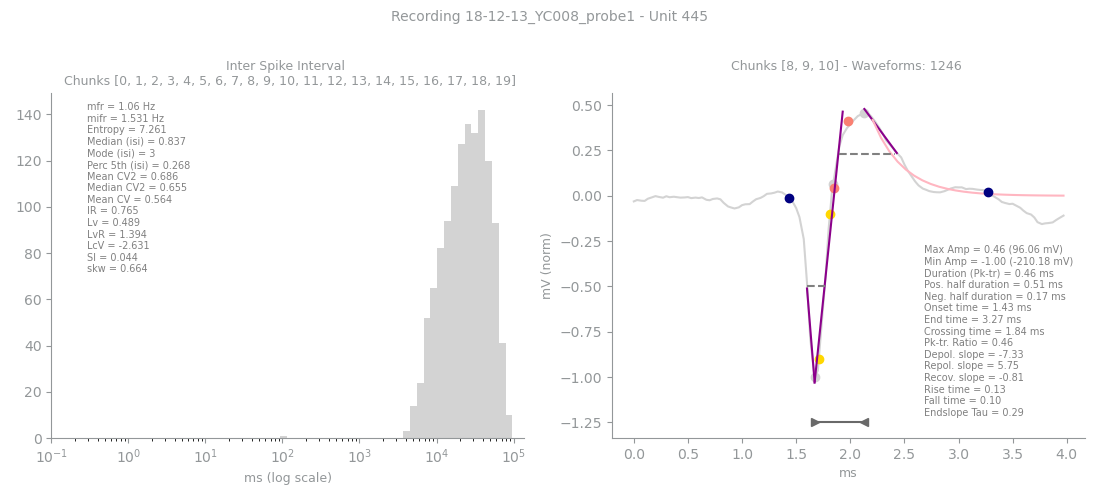 Recording 18-12-13_YC008_probe1 - Unit 445
Inter Spike Interval
Chunks [0, 1, 2, 3, 4, 5, 6, 7, 8, 9, 10, 11, 12, 13, 14, 15, 16, 17, 18, 19]
140
120
100
80
60
40
20
0
mfr = 1.06 Hz
mifr = 1.531 Hz
Entropy = 7.261
Median (isi) = 0.837
Mode (isi) = 3
Perc 5th (isi) = 0.268
Mean CV2 = 0.686
Median CV2 = 0.655
Mean CV = 0.564
IR = 0.765
Lv = 0.489
LvR = 1.394
LcV = -2.631
SI = 0.044
skw = 0.664
10⁻¹ 10⁰ 10¹ 10² 10³ 10⁴ 10⁵
ms (log scale)
Chunks [8, 9, 10] - Waveforms: 1246
mV (norm)
0.50
0.25
0.00
−0.25
−0.50
−0.75
−1.00
−1.25
Max Amp = 0.46 (96.06 mV)
Min Amp = -1.00 (-210.18 mV)
Duration (Pk-tr) = 0.46 ms
Pos. half duration = 0.51 ms
Neg. half duration = 0.17 ms
Onset time = 1.43 ms
End time = 3.27 ms
Crossing time = 1.84 ms
Pk-tr. Ratio = 0.46
Depol. slope = -7.33
Repol. slope = 5.75
Recov. slope = -0.81
Rise time = 0.13
Fall time = 0.10
Endslope Tau = 0.29
0.0 0.5 1.0 1.5 2.0 2.5 3.0 3.5 4.0
ms